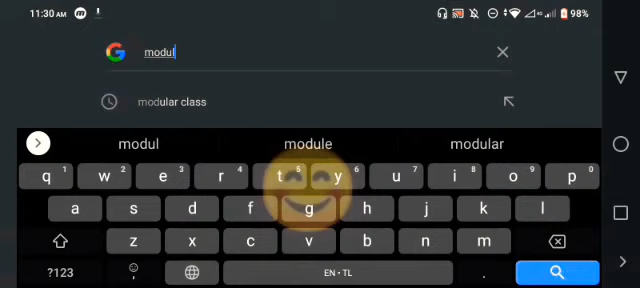 11:30 AM 98%
modul
modular class
modul module modular
q 1 w 2 e 3 r 4 t 5 y 6 u 7 i 8 o 9 p 0
a s d f g h j k l
z x c v b n m
?123 , EN • TL .